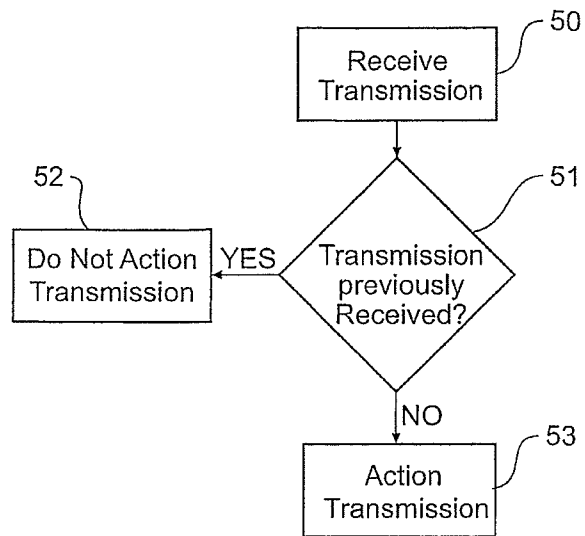 50
Receive
Transmission
51
52
Do Not Action
Transmission
YES
Transmission
previously
Received?
NO
53
Action
Transmission